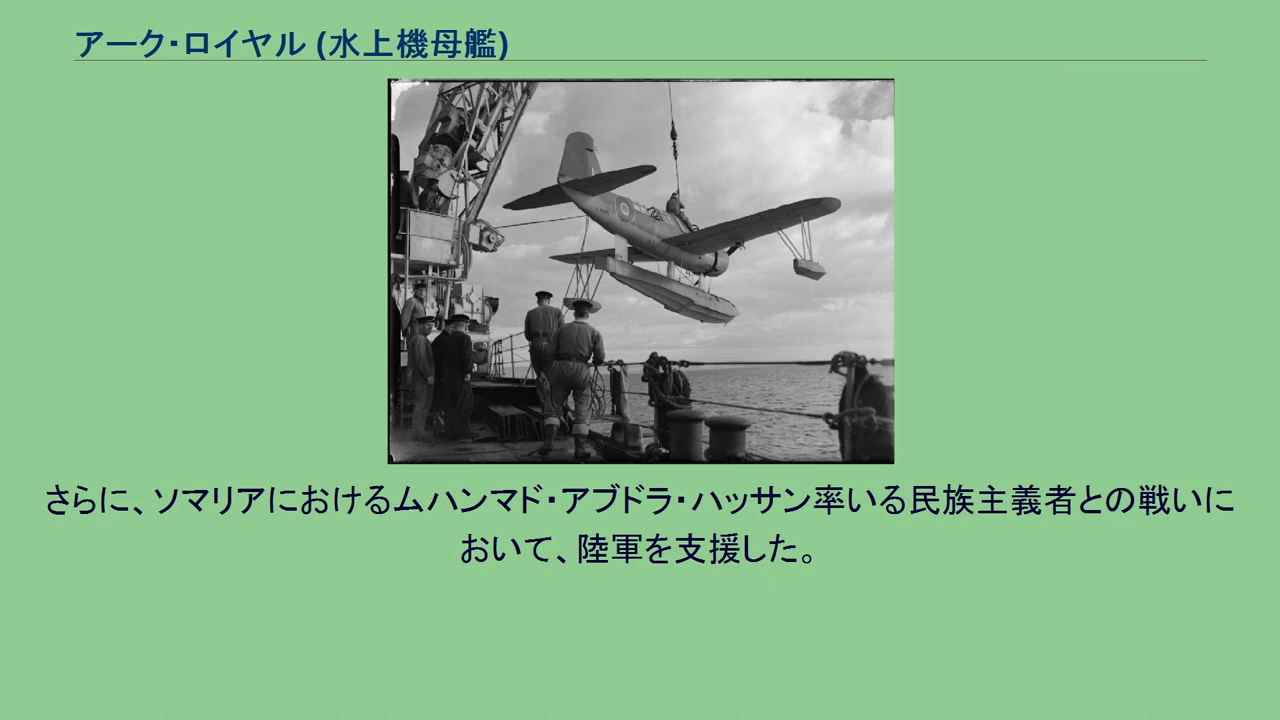 アーク・ロイヤル (水上機母艦)
さらに、ソマリアにおけるムハンマド・アブドラ・ハッサン率いる民族主義者との戦いに
おいて、陸軍を支援した。